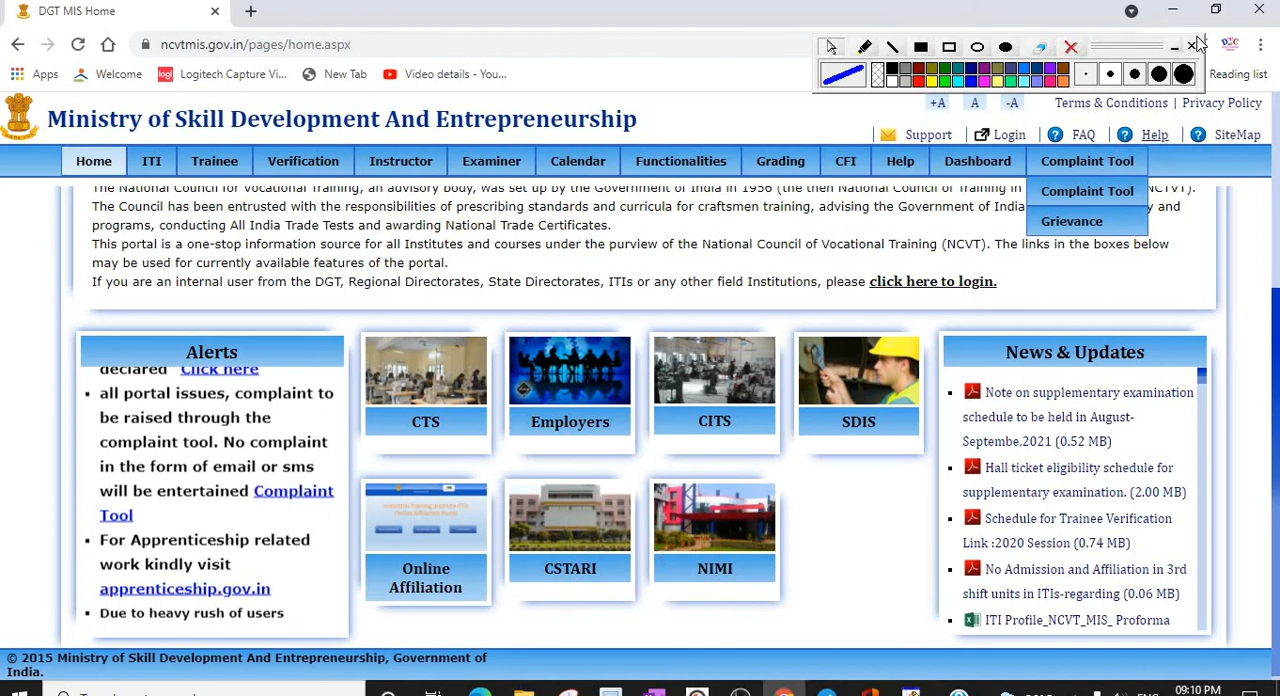 DGT MIS Home
ncvtmis.gov.in/pages/home.aspx
Apps Welcome Logitech Capture Vi... New Tab Video details - You... Reading list
+A A -A Terms & Conditions | Privacy Policy
Ministry of Skill Development And Entrepreneurship
Support | Login | FAQ | Help | SiteMap
Home ITI Trainee Verification Instructor Examiner Calendar Functionalities Grading CFI Help Dashboard Complaint Tool
Complaint Tool
Grievance
The National Council for Vocational Training, an advisory body, was set up by the Government of India in 1956 (the then National Council of Training in
The Council has been entrusted with the responsibilities of prescribing standards and curricula for craftsmen training, advising the Government of India
programs, conducting All India Trade Tests and awarding National Trade Certificates.
This portal is a one-stop information source for all Institutes and courses under the purview of the National Council of Vocational Training (NCVT). The links in the boxes below
may be used for currently available features of the portal.
If you are an internal user from the DGT, Regional Directorates, State Directorates, ITIs or any other field Institutions, please click here to login.
Alerts
declared Click here
all portal issues, complaint to
be raised through the
complaint tool. No complaint
in the form of email or sms
will be entertained Complaint
Tool
For Apprenticeship related
work kindly visit
apprenticeship.gov.in
Due to heavy rush of users
CTS
Employers
CITS
SDIS
Online
Affiliation
CSTARI
NIMI
News & Updates
Note on supplementary examination
schedule to be held in August-
Septembe,2021 (0.52 MB)
Hall ticket eligibility schedule for
supplementary examination. (2.00 MB)
Schedule for Trainee Verification
Link :2020 Session (0.74 MB)
No Admission and Affiliation in 3rd
shift units in ITIs-regarding (0.06 MB)
ITI Profile_NCVT_MIS_ Proforma
© 2015 Ministry of Skill Development And Entrepreneurship, Government of
India.
09:10 PM